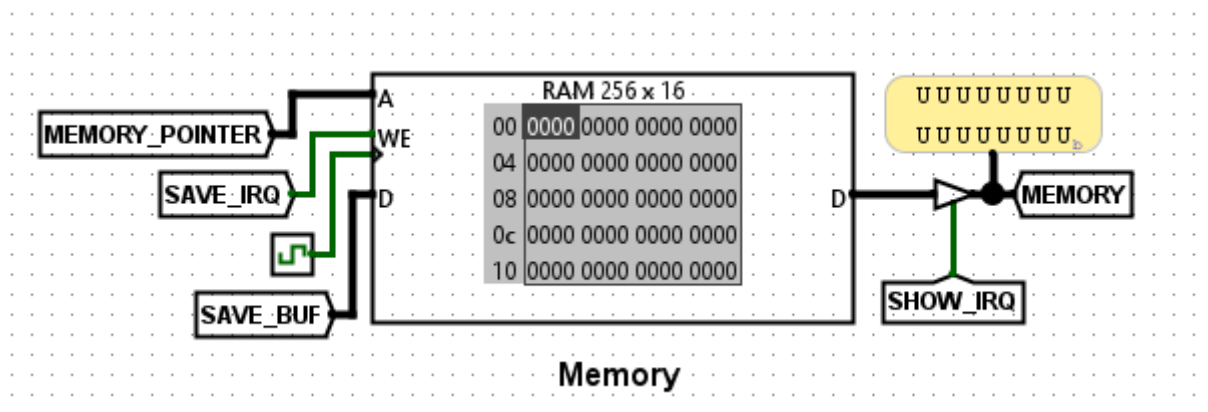 RAM 256 x 16
A
MEMORY_POINTER
WE
SAVE_IRQ
D
SAVE_BUF
00 0000 0000 0000 0000
04 0000 0000 0000 0000
08 0000 0000 0000 0000
0c 0000 0000 0000 0000
10 0000 0000 0000 0000
D
U U U U U U U U
U U U U U U U U b
MEMORY
SHOW_IRQ
Memory